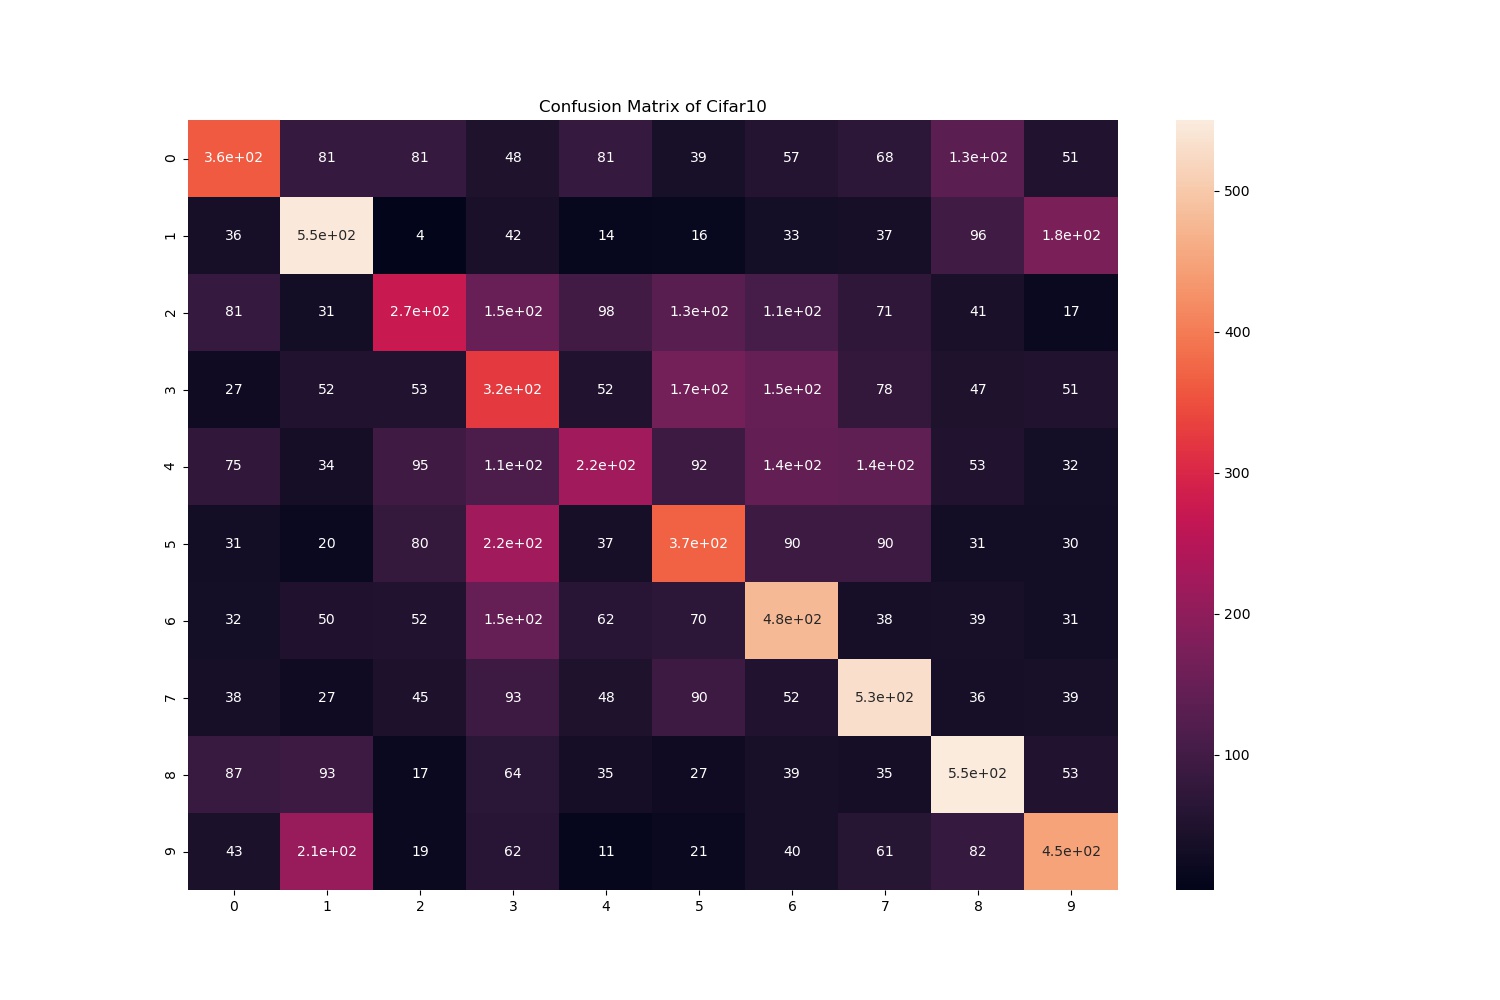 Confusion Matrix of Cifar10
0 3.6e+02 81 81 48 81 39 57 68 1.3e+02 51
1 36 5.5e+02 4 42 14 16 33 37 96 1.8e+02
2 81 31 2.7e+02 1.5e+02 98 1.3e+02 1.1e+02 71 41 17
3 27 52 53 3.2e+02 52 1.7e+02 1.5e+02 78 47 51
4 75 34 95 1.1e+02 2.2e+02 92 1.4e+02 1.4e+02 53 32
5 31 20 80 2.2e+02 37 3.7e+02 90 90 31 30
6 32 50 52 1.5e+02 62 70 4.8e+02 38 39 31
7 38 27 45 93 48 90 52 5.3e+02 36 39
8 87 93 17 64 35 27 39 35 5.5e+02 53
9 43 2.1e+02 19 62 11 21 40 61 82 4.5e+02
0 1 2 3 4 5 6 7 8 9
500
400
300
200
100